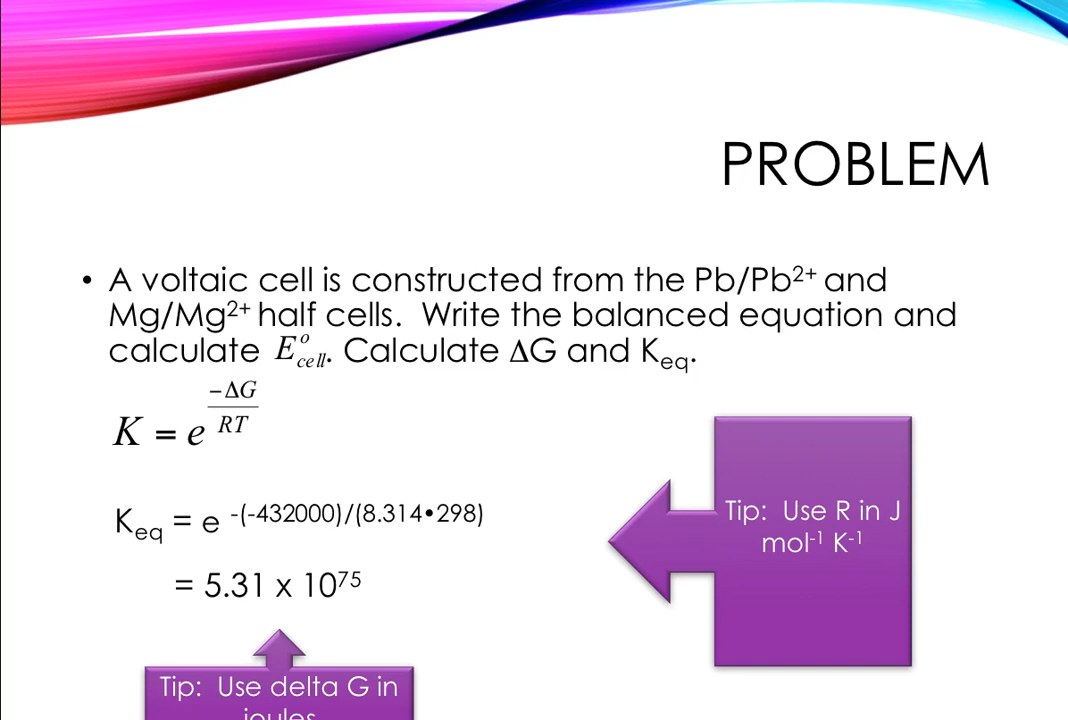 PROBLEM
• A voltaic cell is constructed from the Pb/Pb²⁺ and
Mg/Mg²⁺ half cells. Write the balanced equation and
calculate E°cell. Calculate ΔG and Keq.
K = e^(−ΔG/RT)
Keq = e ⁻(-432000)/(8.314•298)
= 5.31 x 10⁷⁵
Tip: Use R in J
mol⁻¹ K⁻¹
Tip: Use delta G in
joules